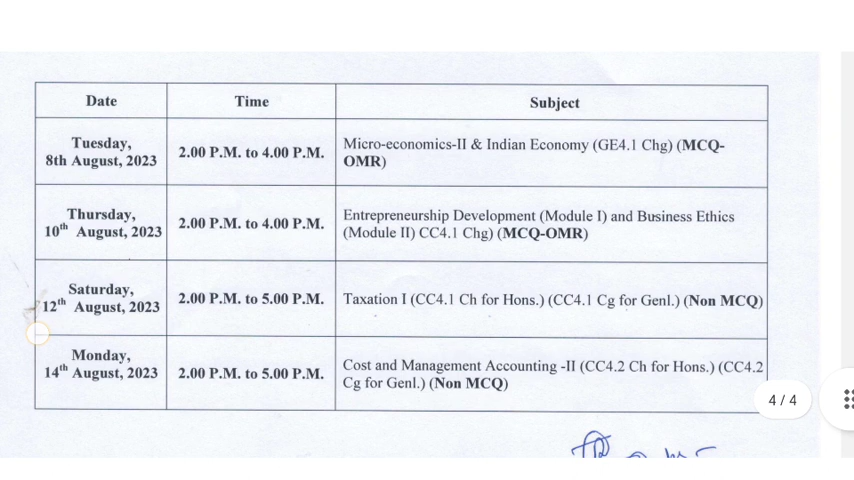 Date Time Subject
Tuesday,
8th August, 2023
2.00 P.M. to 4.00 P.M.
Micro-economics-II & Indian Economy (GE4.1 Chg) (MCQ-
OMR)
Thursday,
10th August, 2023
2.00 P.M. to 4.00 P.M.
Entrepreneurship Development (Module I) and Business Ethics
(Module II) CC4.1 Chg) (MCQ-OMR)
Saturday,
12th August, 2023
2.00 P.M. to 5.00 P.M.
Taxation I (CC4.1 Ch for Hons.) (CC4.1 Cg for Genl.) (Non MCQ)
Monday,
14th August, 2023
2.00 P.M. to 5.00 P.M.
Cost and Management Accounting -II (CC4.2 Ch for Hons.) (CC4.2
Cg for Genl.) (Non MCQ)
4 / 4